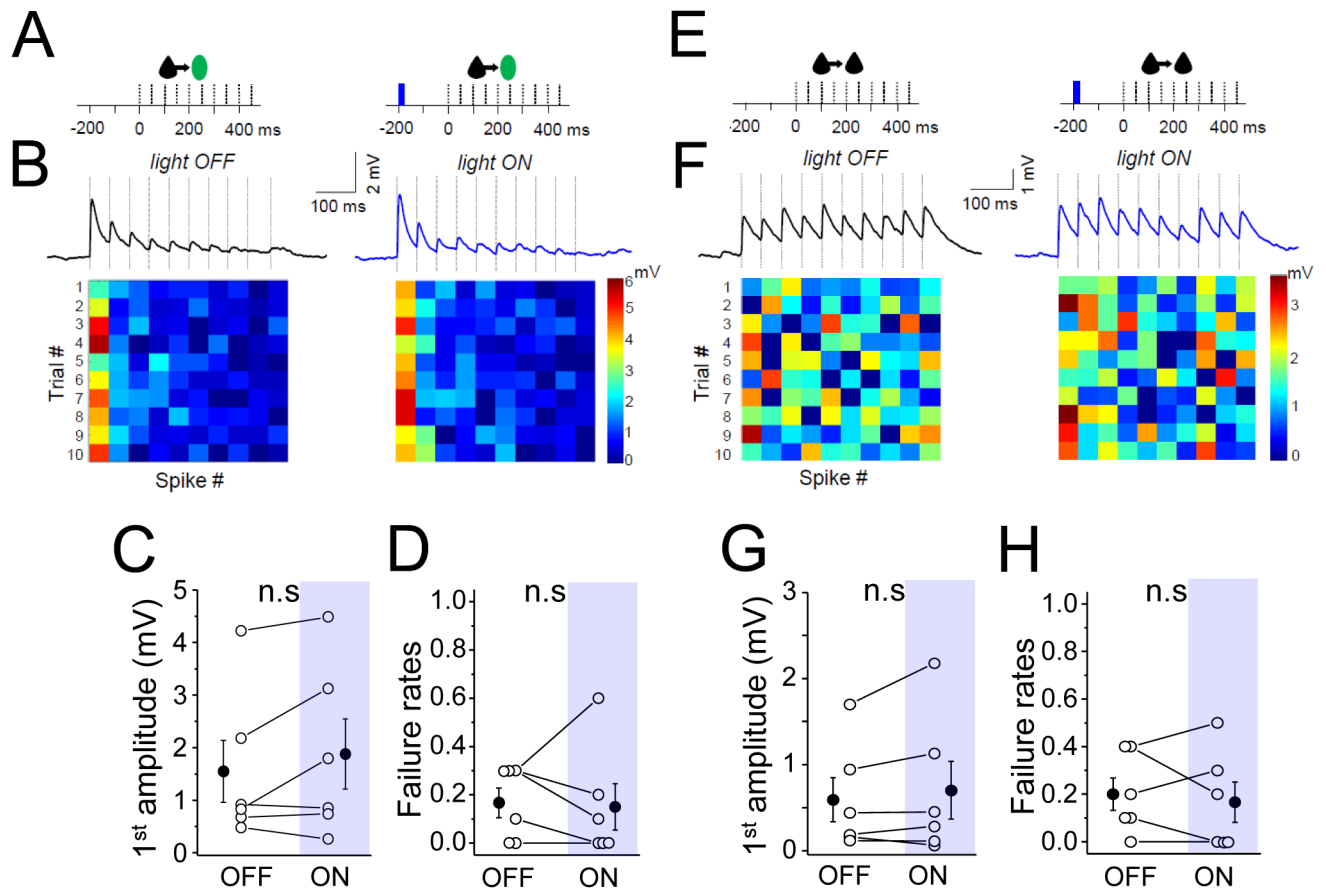 A
E
-200 0 200 400 ms
-200 0 200 400 ms
-200 0 200 400 ms
-200 0 200 400 ms
B
light OFF
2 mV
100 ms
light ON
F
light OFF
1 mV
100 ms
light ON
Trial #
1
2
3
4
5
6
7
8
9
10
Spike #
mV
6
5
4
3
2
1
0
Trial #
1
2
3
4
5
6
7
8
9
10
Spike #
mV
3
2
1
0
C
1st amplitude (mV)
5
4
3
2
1
0
n.s
OFF ON
D
Failure rates
1.0
0.8
0.6
0.4
0.2
0.0
n.s
OFF ON
G
1st amplitude (mV)
3
2
1
0
n.s
OFF ON
H
Failure rates
1.0
0.8
0.6
0.4
0.2
0.0
n.s
OFF ON